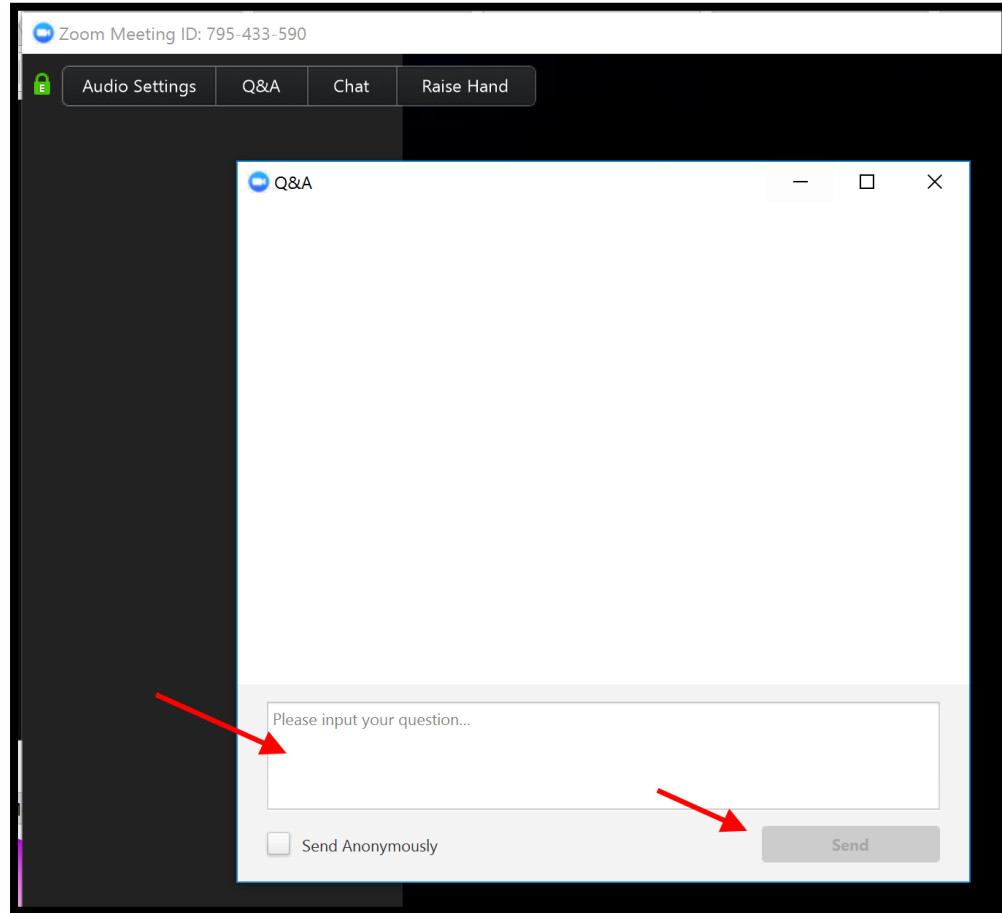 Zoom Meeting ID: 795-433-590
E
Audio Settings Q&A Chat Raise Hand
Q&A
Please input your question...
Send Anonymously Send